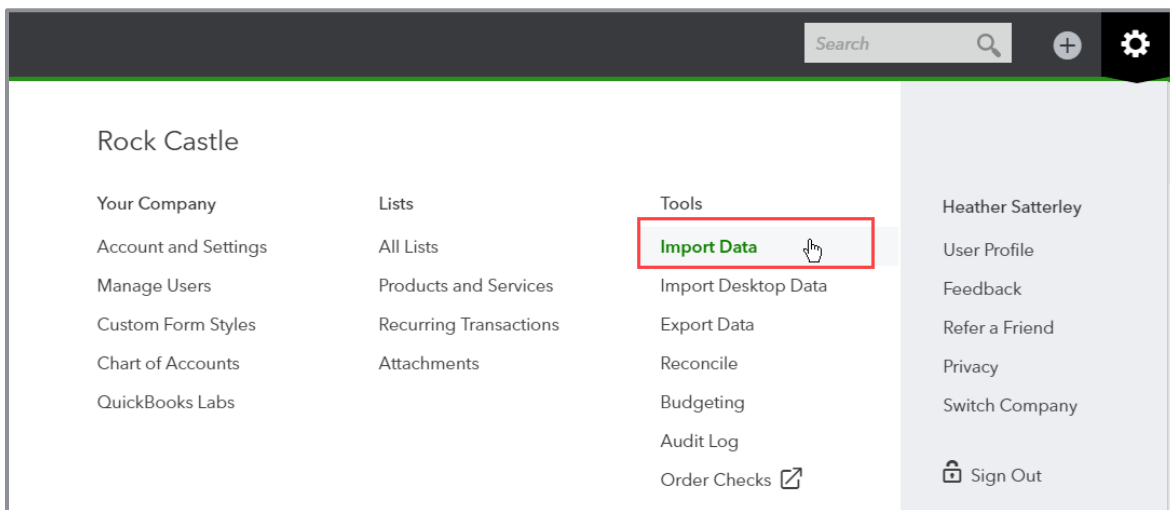 Search
Rock Castle
Your Company
Account and Settings
Manage Users
Custom Form Styles
Chart of Accounts
QuickBooks Labs
Lists
All Lists
Products and Services
Recurring Transactions
Attachments
Tools
Import Data
Import Desktop Data
Export Data
Reconcile
Budgeting
Audit Log
Order Checks
Heather Satterley
User Profile
Feedback
Refer a Friend
Privacy
Switch Company
Sign Out